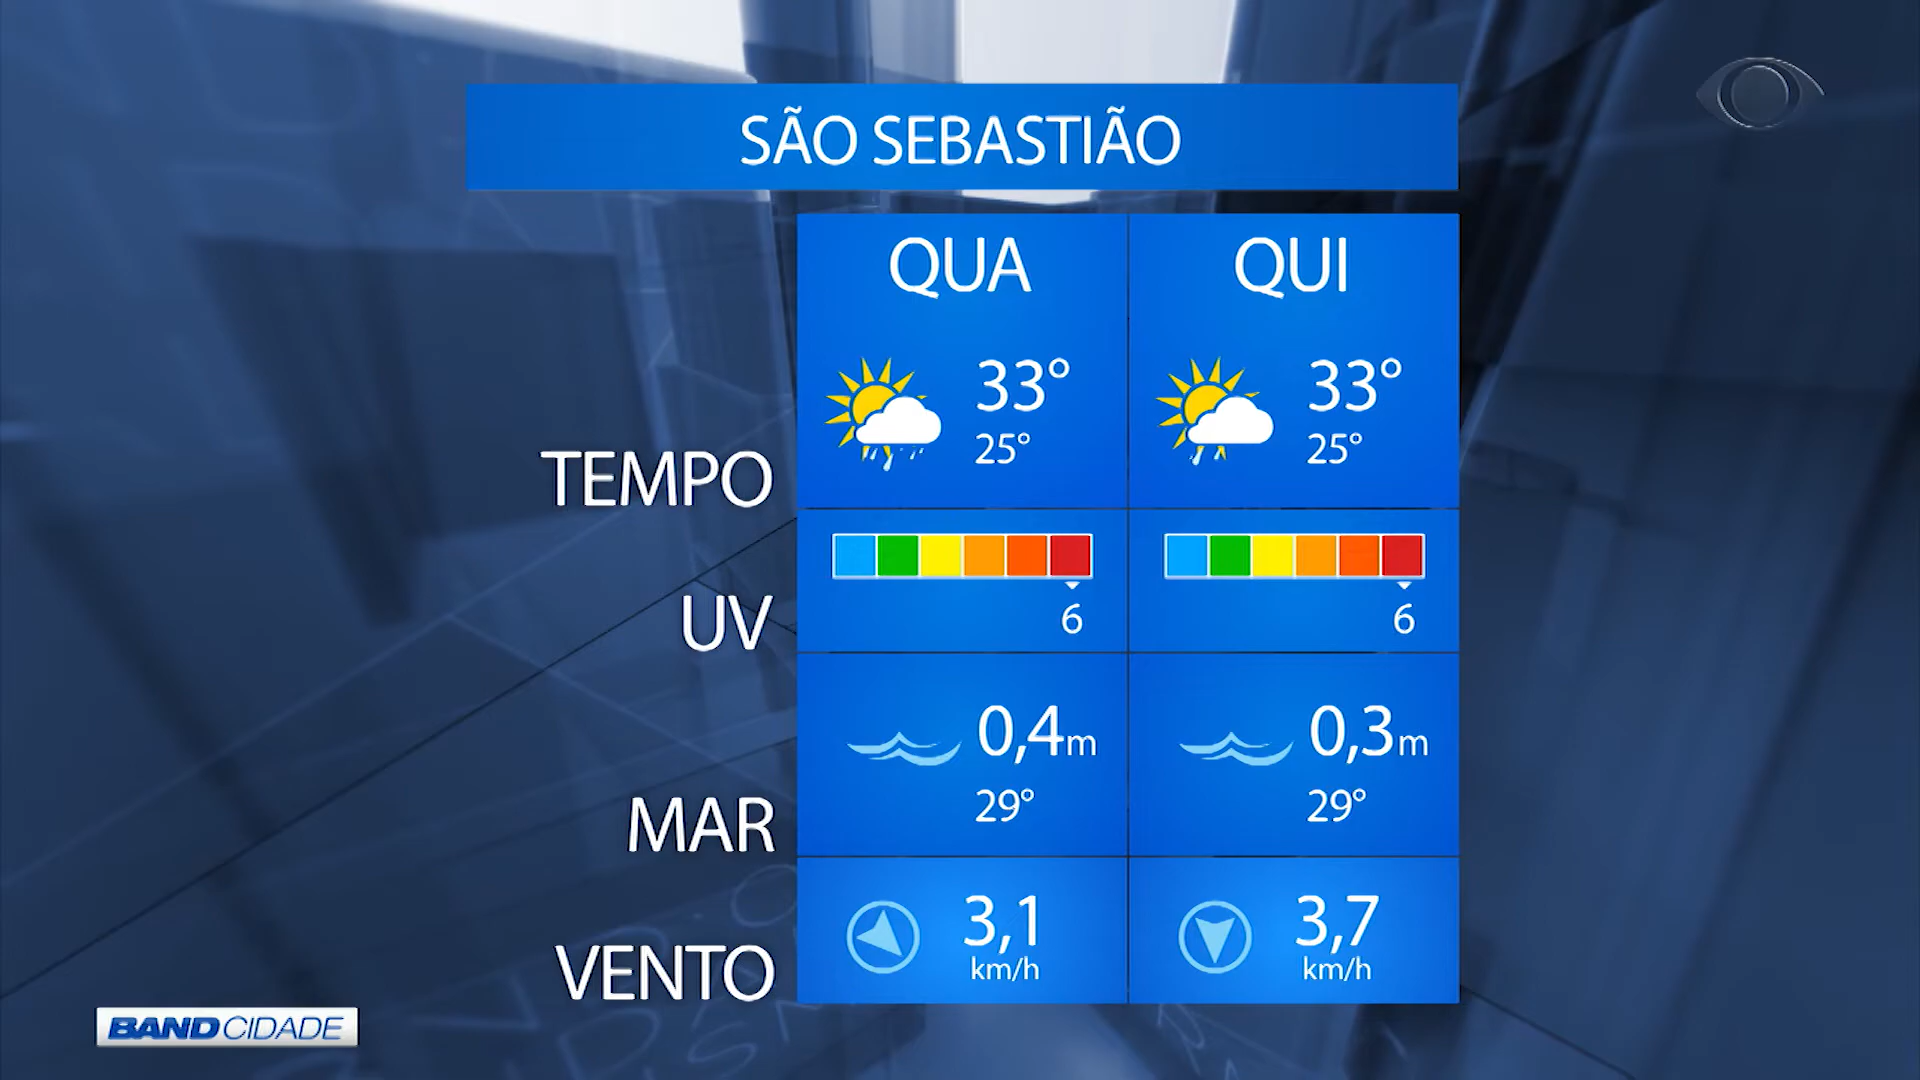 SÃO SEBASTIÃO
QUA QUI
33° 33°
25° 25°
TEMPO
6 6
UV
0,4m 0,3m
29° 29°
MAR
3,1 3,7
km/h km/h
VENTO
BAND CIDADE